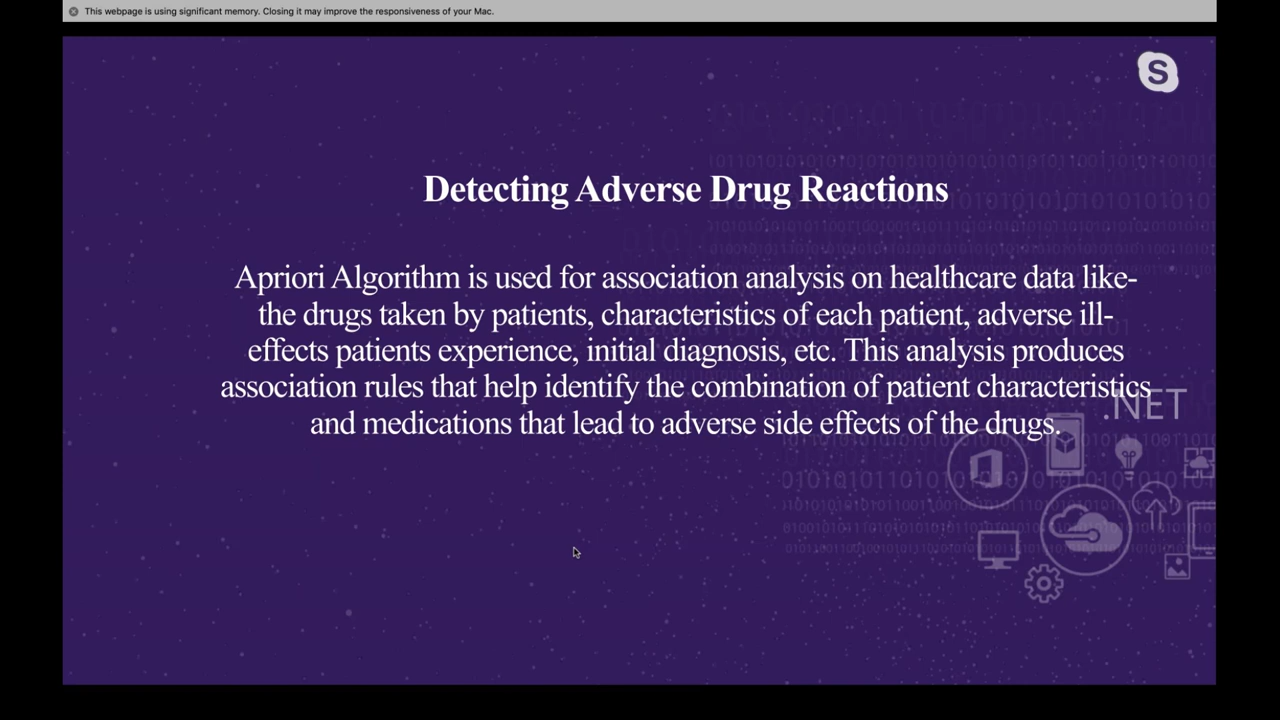 This webpage is using significant memory. Closing it may improve the responsiveness of your Mac.
S
Detecting Adverse Drug Reactions
Apriori Algorithm is used for association analysis on healthcare data like-
the drugs taken by patients, characteristics of each patient, adverse ill-
effects patients experience, initial diagnosis, etc. This analysis produces
association rules that help identify the combination of patient characteristics
and medications that lead to adverse side effects of the drugs.
.NET